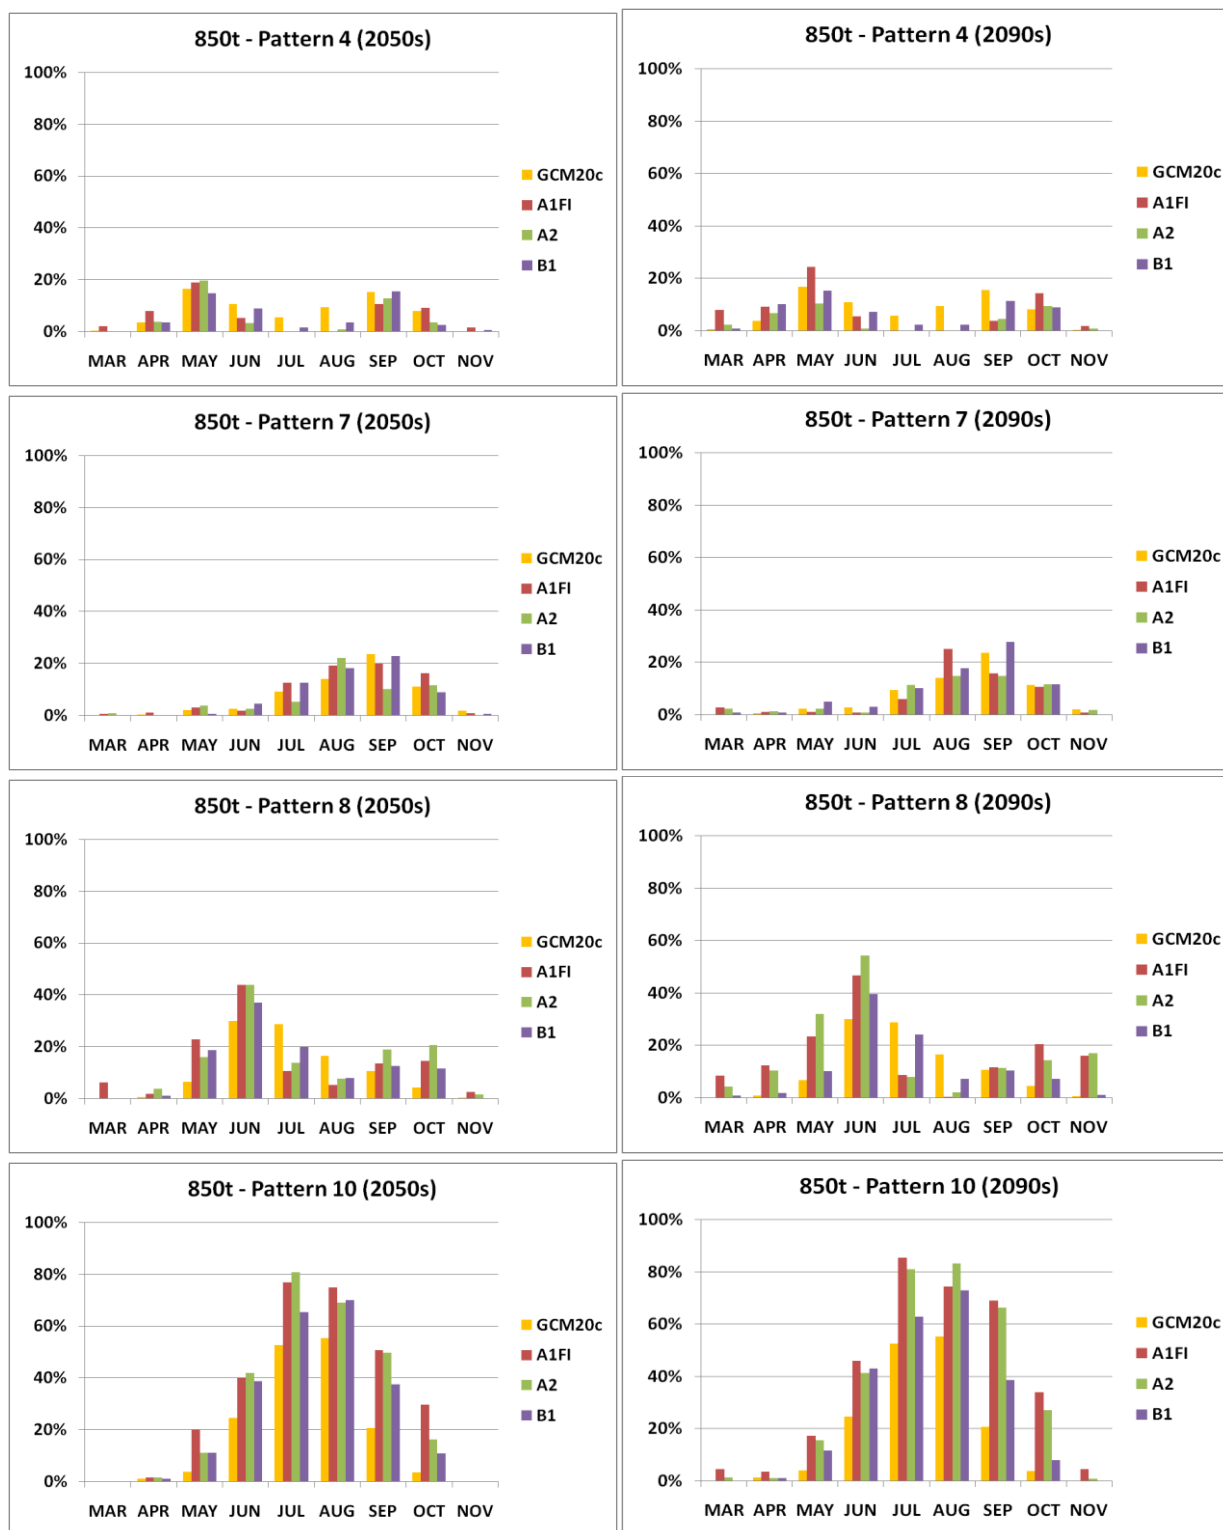 850t - Pattern 4 (2050s)
100%
80%
60%
40%
20%
0%
MAR APR MAY JUN JUL AUG SEP OCT NOV
GCM20c
A1FI
A2
B1
850t - Pattern 4 (2090s)
100%
80%
60%
40%
20%
0%
MAR APR MAY JUN JUL AUG SEP OCT NOV
GCM20c
A1FI
A2
B1
850t - Pattern 7 (2050s)
100%
80%
60%
40%
20%
0%
MAR APR MAY JUN JUL AUG SEP OCT NOV
GCM20c
A1FI
A2
B1
850t - Pattern 7 (2090s)
100%
80%
60%
40%
20%
0%
MAR APR MAY JUN JUL AUG SEP OCT NOV
GCM20c
A1FI
A2
B1
850t - Pattern 8 (2050s)
100%
80%
60%
40%
20%
0%
MAR APR MAY JUN JUL AUG SEP OCT NOV
GCM20c
A1FI
A2
B1
850t - Pattern 8 (2090s)
100%
80%
60%
40%
20%
0%
MAR APR MAY JUN JUL AUG SEP OCT NOV
GCM20c
A1FI
A2
B1
850t - Pattern 10 (2050s)
100%
80%
60%
40%
20%
0%
MAR APR MAY JUN JUL AUG SEP OCT NOV
GCM20c
A1FI
A2
B1
850t - Pattern 10 (2090s)
100%
80%
60%
40%
20%
0%
MAR APR MAY JUN JUL AUG SEP OCT NOV
GCM20c
A1FI
A2
B1